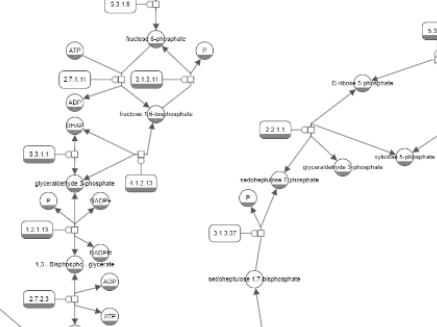 5.3.1.9
5.3
fructose 6-phosphate
ATP
P
2.7.1.11
3.1.3.11
D-ribose 5-phosphate
ADP
fructose 1,6-bisphosphate
DHAP
2.2.1.1
5.3.1.1
glyceraldehyde 3-phosphate
xylulose 5-phosphate
4.1.2.13
glyceraldehyde 3-phosphate
sedoheptulose 7-phosphate
P
NADP+
P
1.2.1.13
3.1.3.37
NADPH
1,3 - Bisphospho - glycerate
sedoheptulose 1,7-bisphosphate
ADP
2.7.2.3
ATP